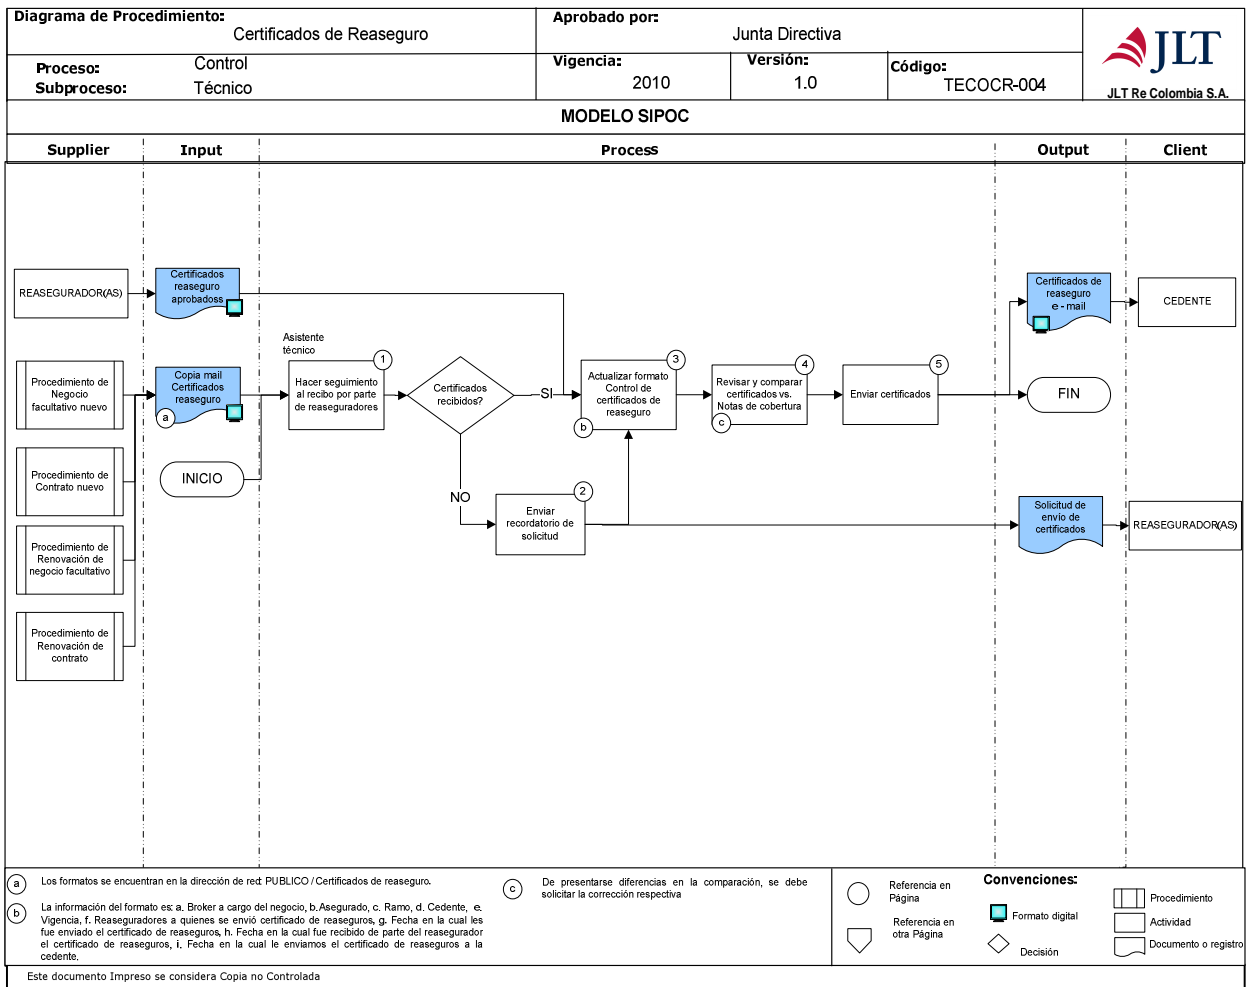 Diagrama de Procedimiento:
Certificados de Reaseguro
Aprobado por:
Junta Directiva
Proceso:
Control
Subproceso:
Técnico
Vigencia:
2010
Versión:
1.0
Código:
TECOCR-004
JLT
JLT Re Colombia S.A.
MODELO SIPOC
Supplier
Input
Process
Output
Client
REASEGURADOR(AS)
Certificados
reaseguro
aprobadoss
Certificados de
reaseguro
e - mail
CEDENTE
Asistente
técnico
Procedimiento de
Negocio
facultativo nuevo
Copia mail
Certificados
reaseguro
a
1
Hacer seguimiento
al recibo por parte
de reaseguradores
Certificados
recibidos?
SI
3
Actualizar formato
Control de
certificados de
reaseguro
b
4
Revisar y comparar
certificados vs.
Notas de cobertura
c
5
Enviar certificados
FIN
Procedimiento de
Contrato nuevo
INICIO
NO
2
Enviar
recordatorio de
solicitud
Solicitud de
envío de
certificados
REASEGURADOR(AS)
Procedimiento de
Renovación de
negocio facultativo
Procedimiento de
Renovación de
contrato
a
Los formatos se encuentran en la dirección de red: PUBLICO / Certificados de reaseguro.
b
La información del formato es: a. Broker a cargo del negocio, b.Asegurado, c. Ramo, d. Cedente, e.
Vigencia, f. Reaseguradores a quienes se envió certificado de reaseguros, g. Fecha en la cual les
fue enviado el certificado de reaseguros, h. Fecha en la cual fue recibido de parte del reasegurador
el certificado de reaseguros, i. Fecha en la cual le enviamos el certificado de reaseguros a la
cedente.
c
De presentarse diferencias en la comparación, se debe
solicitar la corrección respectiva
Convenciones:
Referencia en
Página
Referencia en
otra Página
Formato digital
Decisión
Procedimiento
Actividad
Documento o registro
Este documento Impreso se considera Copia no Controlada